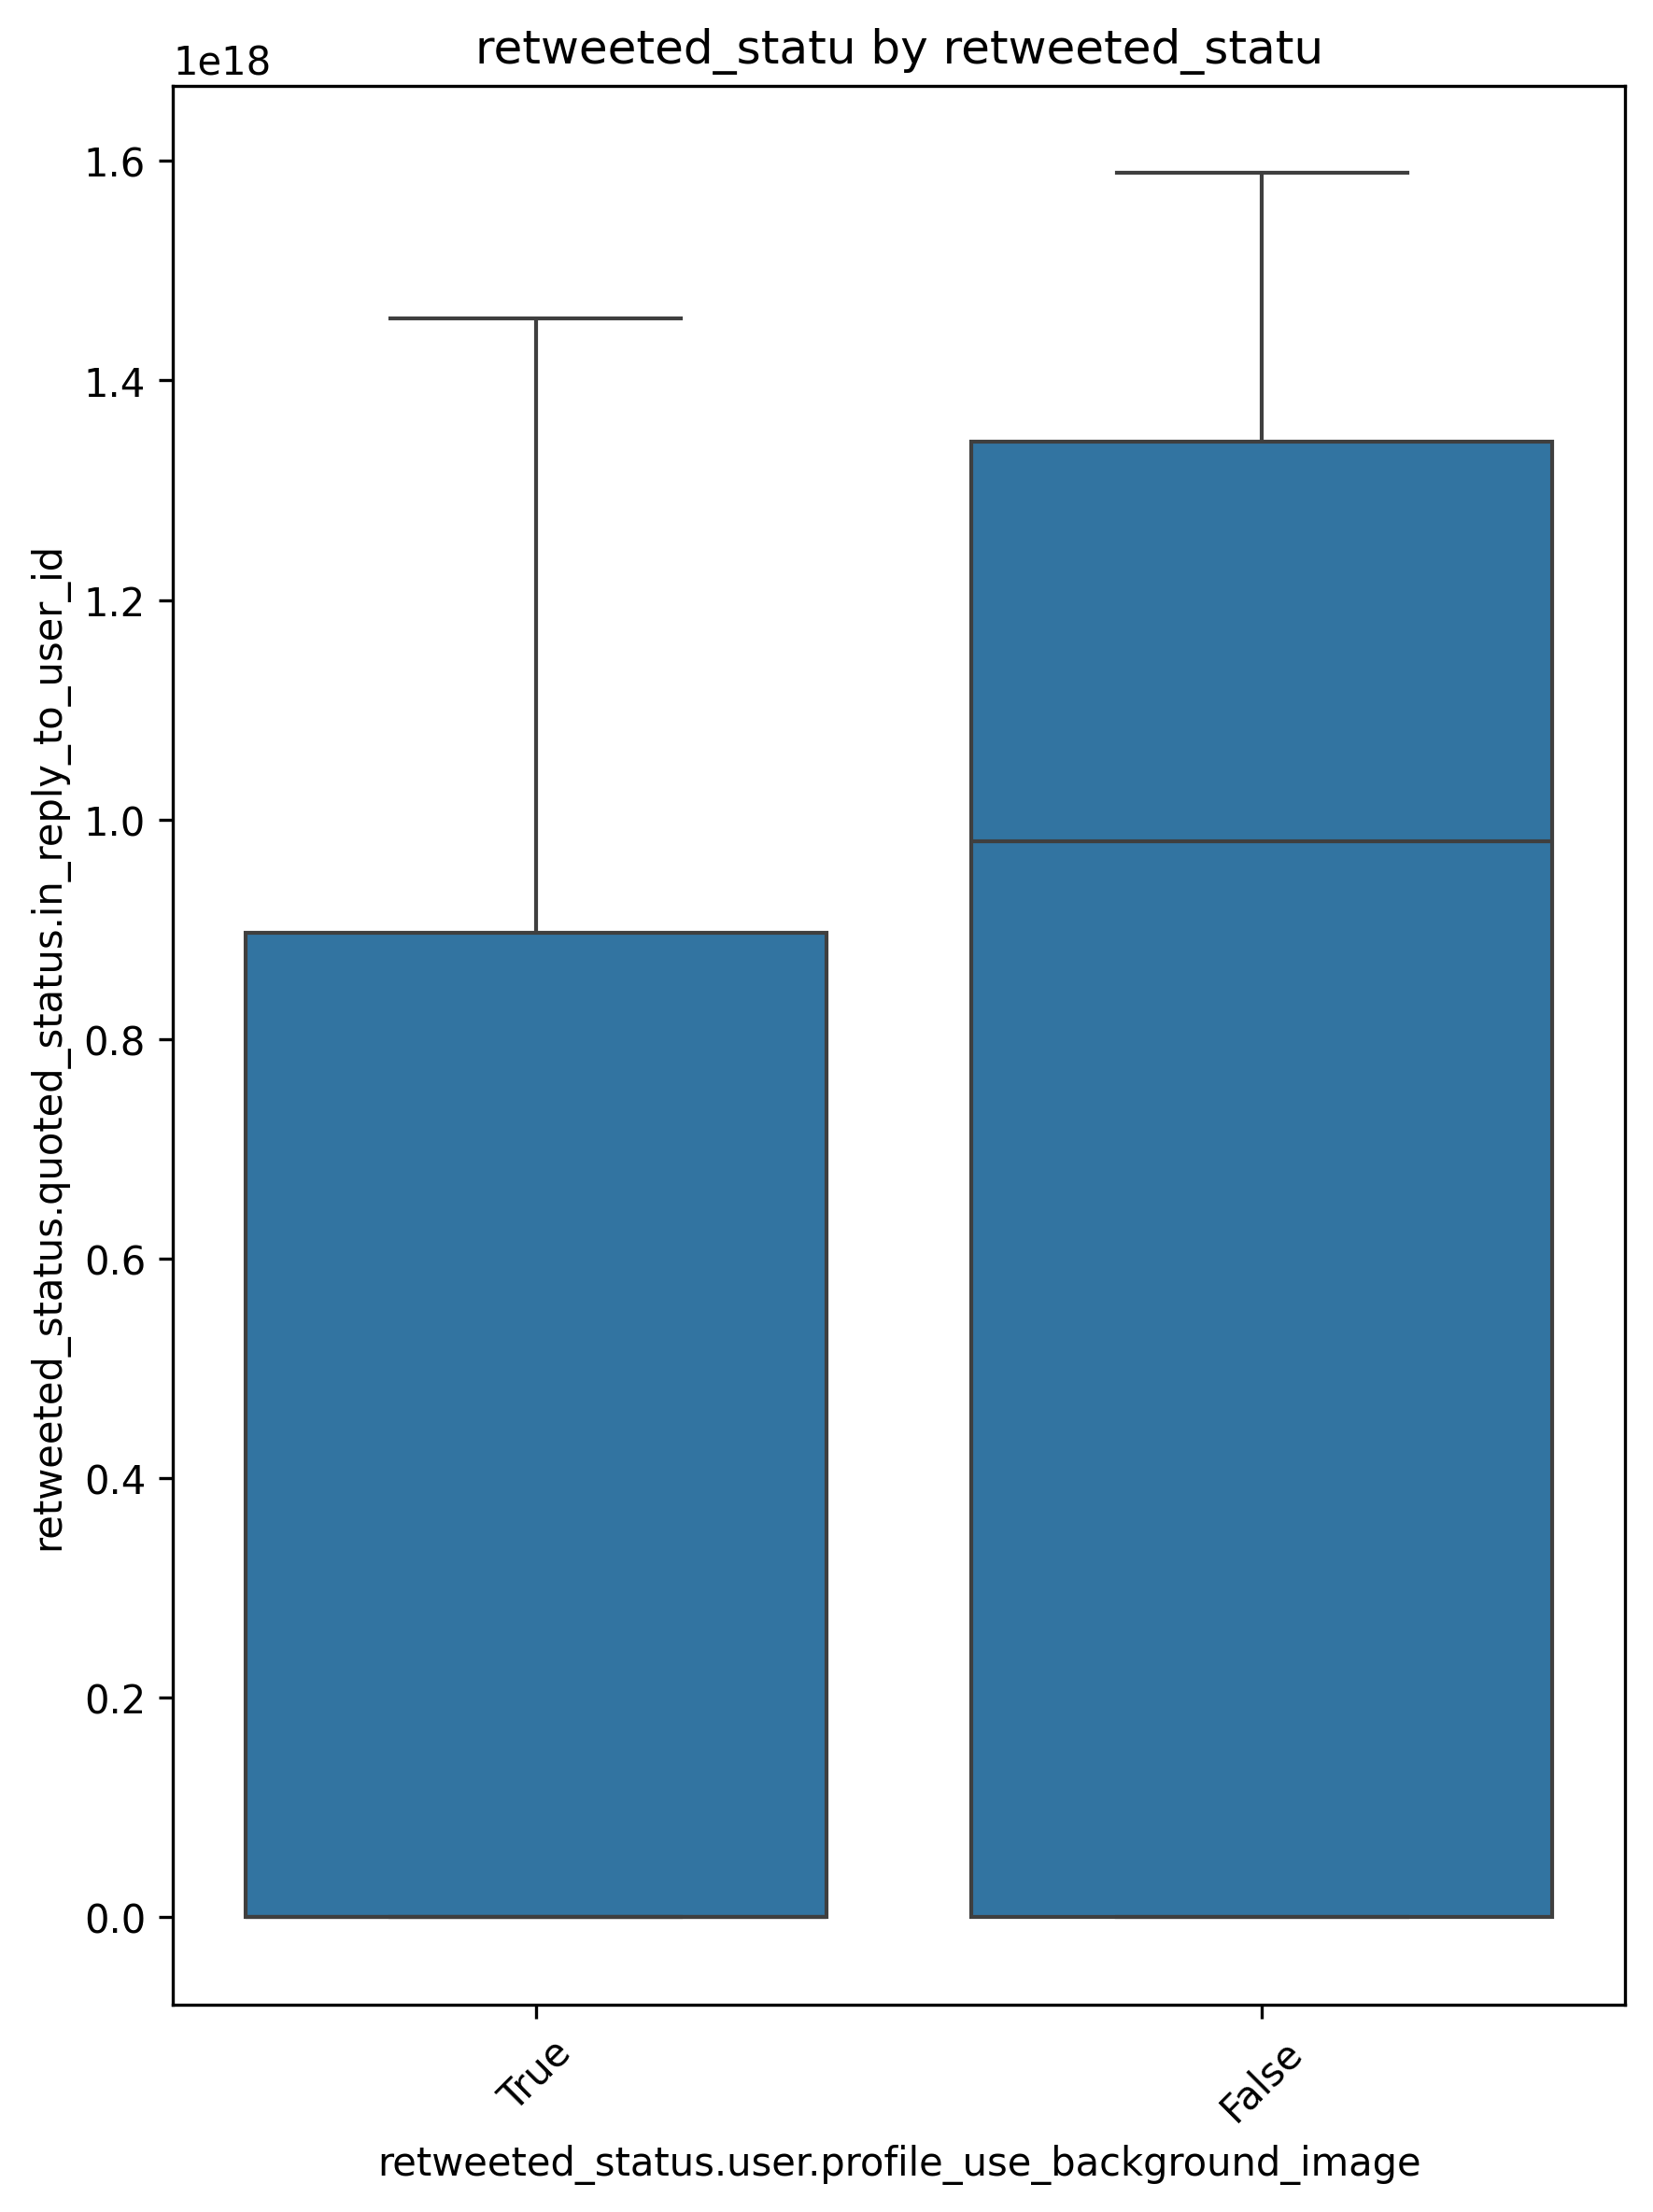 retweeted_statu by retweeted_statu
1e18
1.6
1.4
1.2
1.0
0.8
0.6
0.4
0.2
0.0
retweeted_status.quoted_status.in_reply_to_user_id
True
False
retweeted_status.user.profile_use_background_image